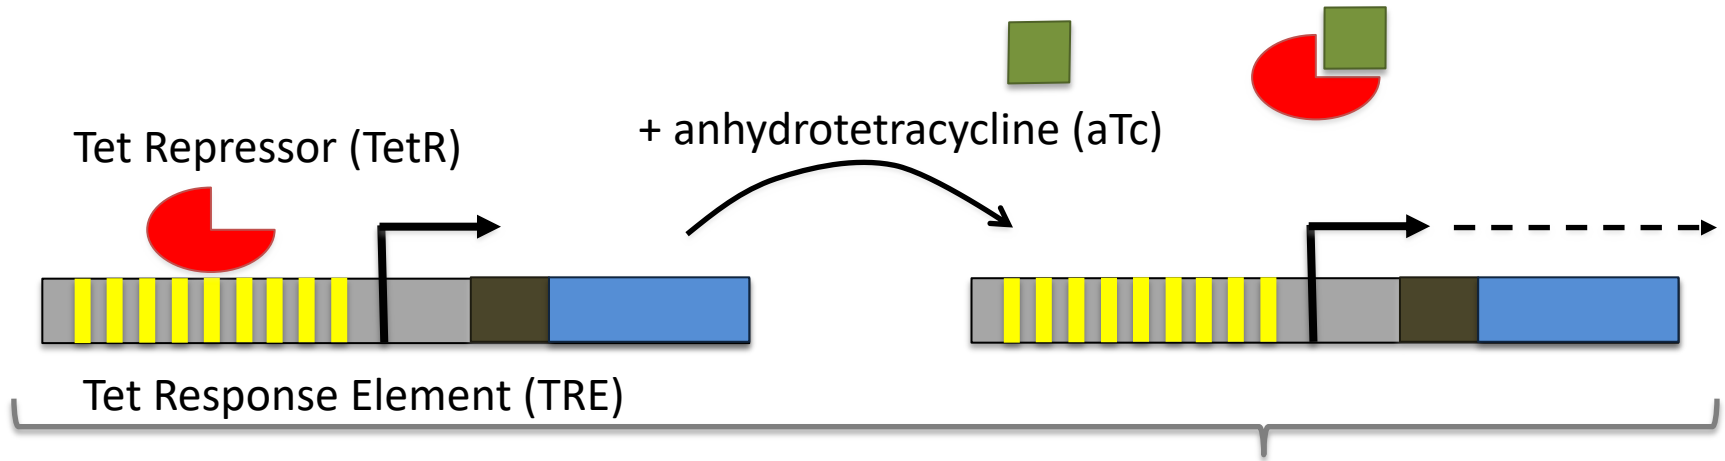 Tet Repressor (TetR)
+ anhydrotetracycline (aTc)
Tet Response Element (TRE)